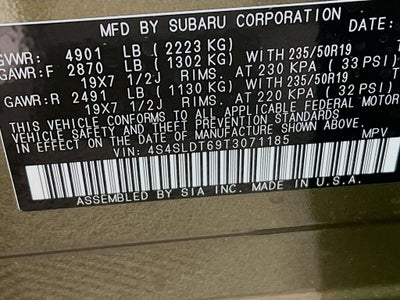 MFD BY SUBARU CORPORATION DATE:
GVWR: 4901 LB (2223 KG)
GAWR:F 2870 LB (1302 KG) WITH 235/50R19
19X7 1/2J RIMS. AT 230 KPA (33 PSI)
GAWR:R 2491 LB (1130 KG) WITH 235/50R19
19X7 1/2J RIMS. AT 220 KPA (32 PSI)
THIS VEHICLE CONFORMS TO ALL APPLICABLE FEDERAL MOTOR
VEHICLE SAFETY AND THEFT PREVENTION STANDARDS
IN EFFECT ON THE DATE OF MANUFACTURE SHOWN ABOVE.
VIN: 4S4SLDT69T3071185 MPV
ASSEMBLED BY SIA INC. MADE IN U.S.A.